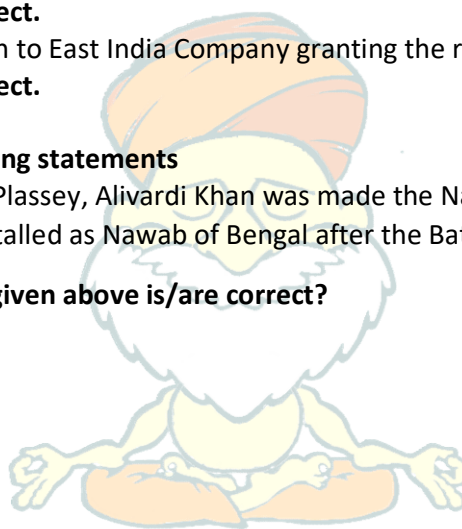 ect.
n to East India Company granting the r
ect.
ng statements
Plassey, Alivardi Khan was made the Na
talled as Nawab of Bengal after the Bat
given above is/are correct?